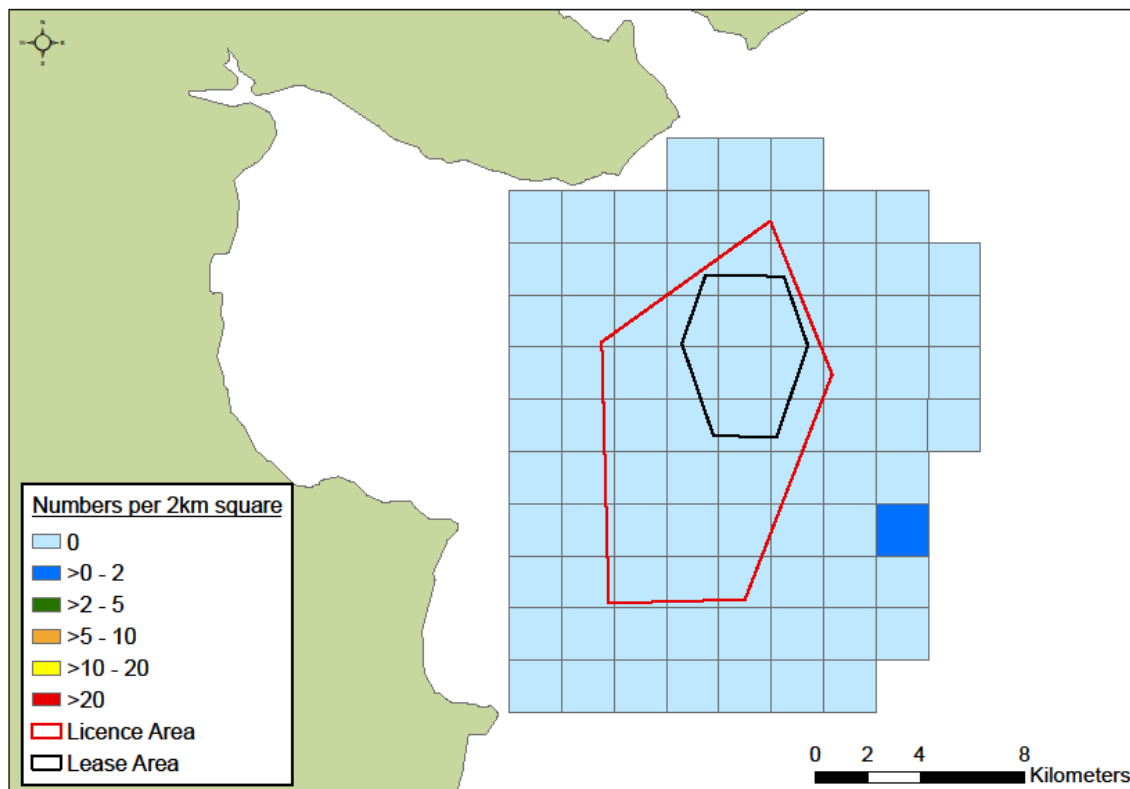 N
S
Numbers per 2km square
0
>0 - 2
>2 - 5
>5 - 10
>10 - 20
>20
Licence Area
Lease Area
0 2 4 8
Kilometers